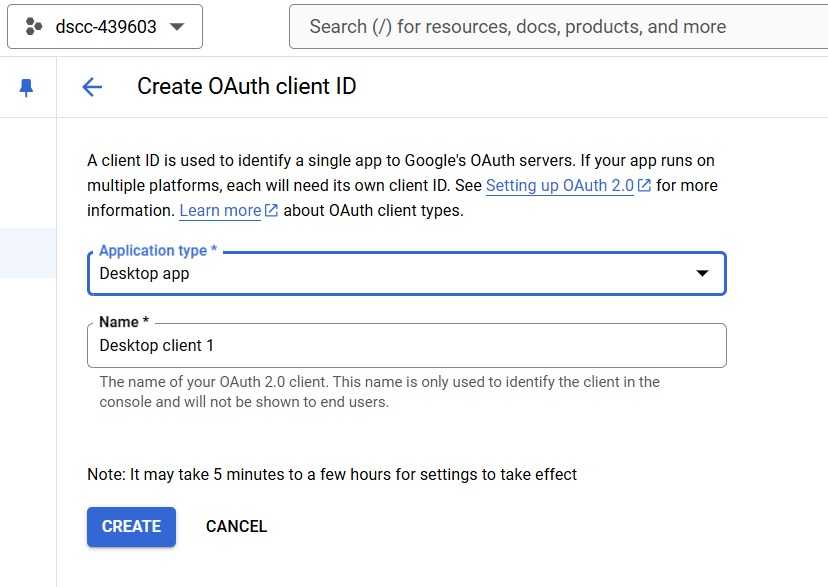 dscc-439603
Search (/) for resources, docs, products, and more
Create OAuth client ID
A client ID is used to identify a single app to Google's OAuth servers. If your app runs on
multiple platforms, each will need its own client ID. See Setting up OAuth 2.0 for more
information. Learn more about OAuth client types.
Application type *
Desktop app
Name *
Desktop client 1
The name of your OAuth 2.0 client. This name is only used to identify the client in the
console and will not be shown to end users.
Note: It may take 5 minutes to a few hours for settings to take effect
CREATE CANCEL